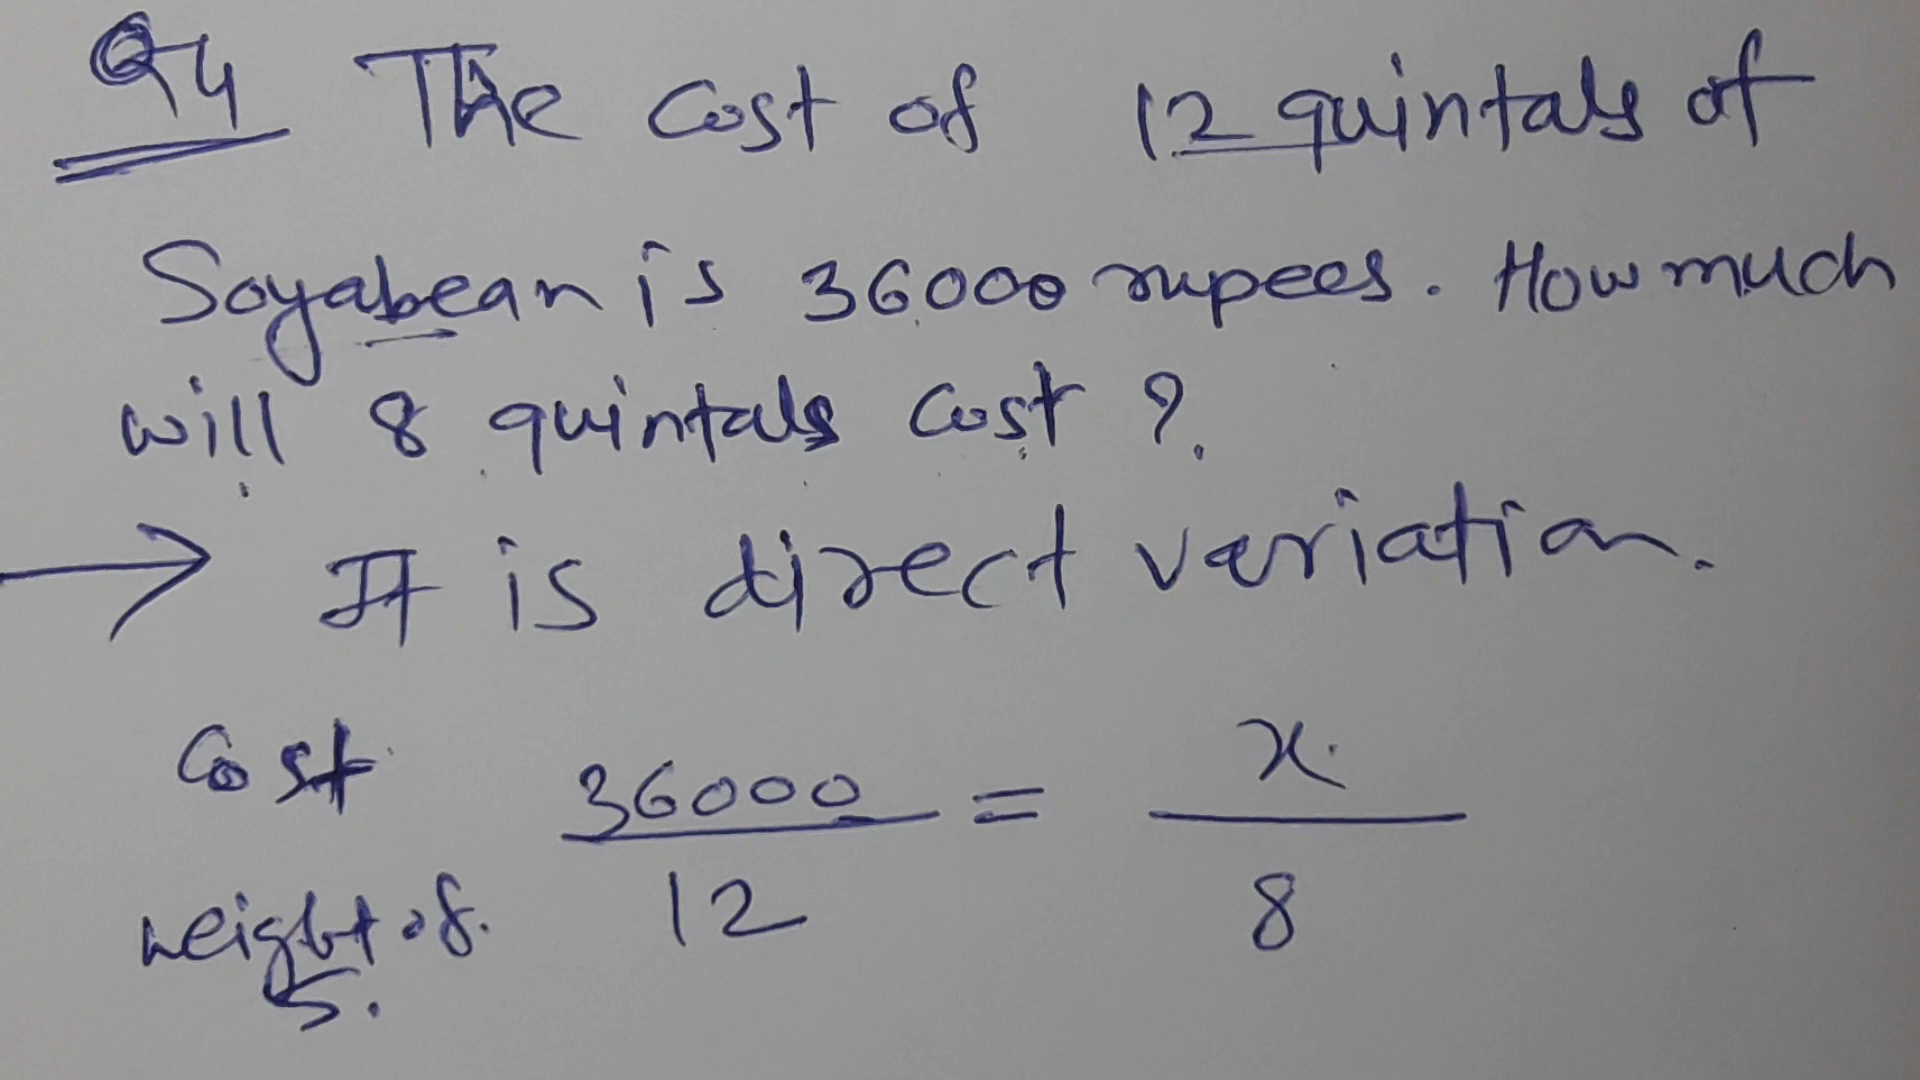 Q4 The Cost of 12 quintals of
Soyabean is 36000 rupees. How much
will 8 quintals cost ?
→ It is direct variation.
Cost 36000 = x
weight of 12 8
S.